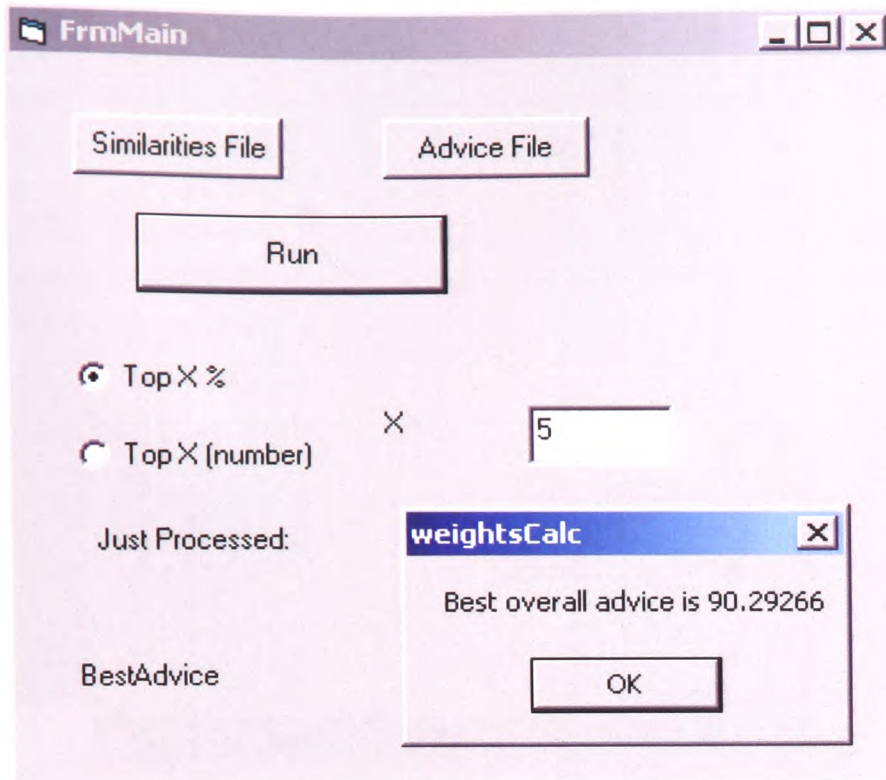 FrmMain
Similarities File
Advice File
Run
Top X %
Top X (number)
X
5
Just Processed:
weightsCalc
Best overall advice is 90.29266
OK
BestAdvice